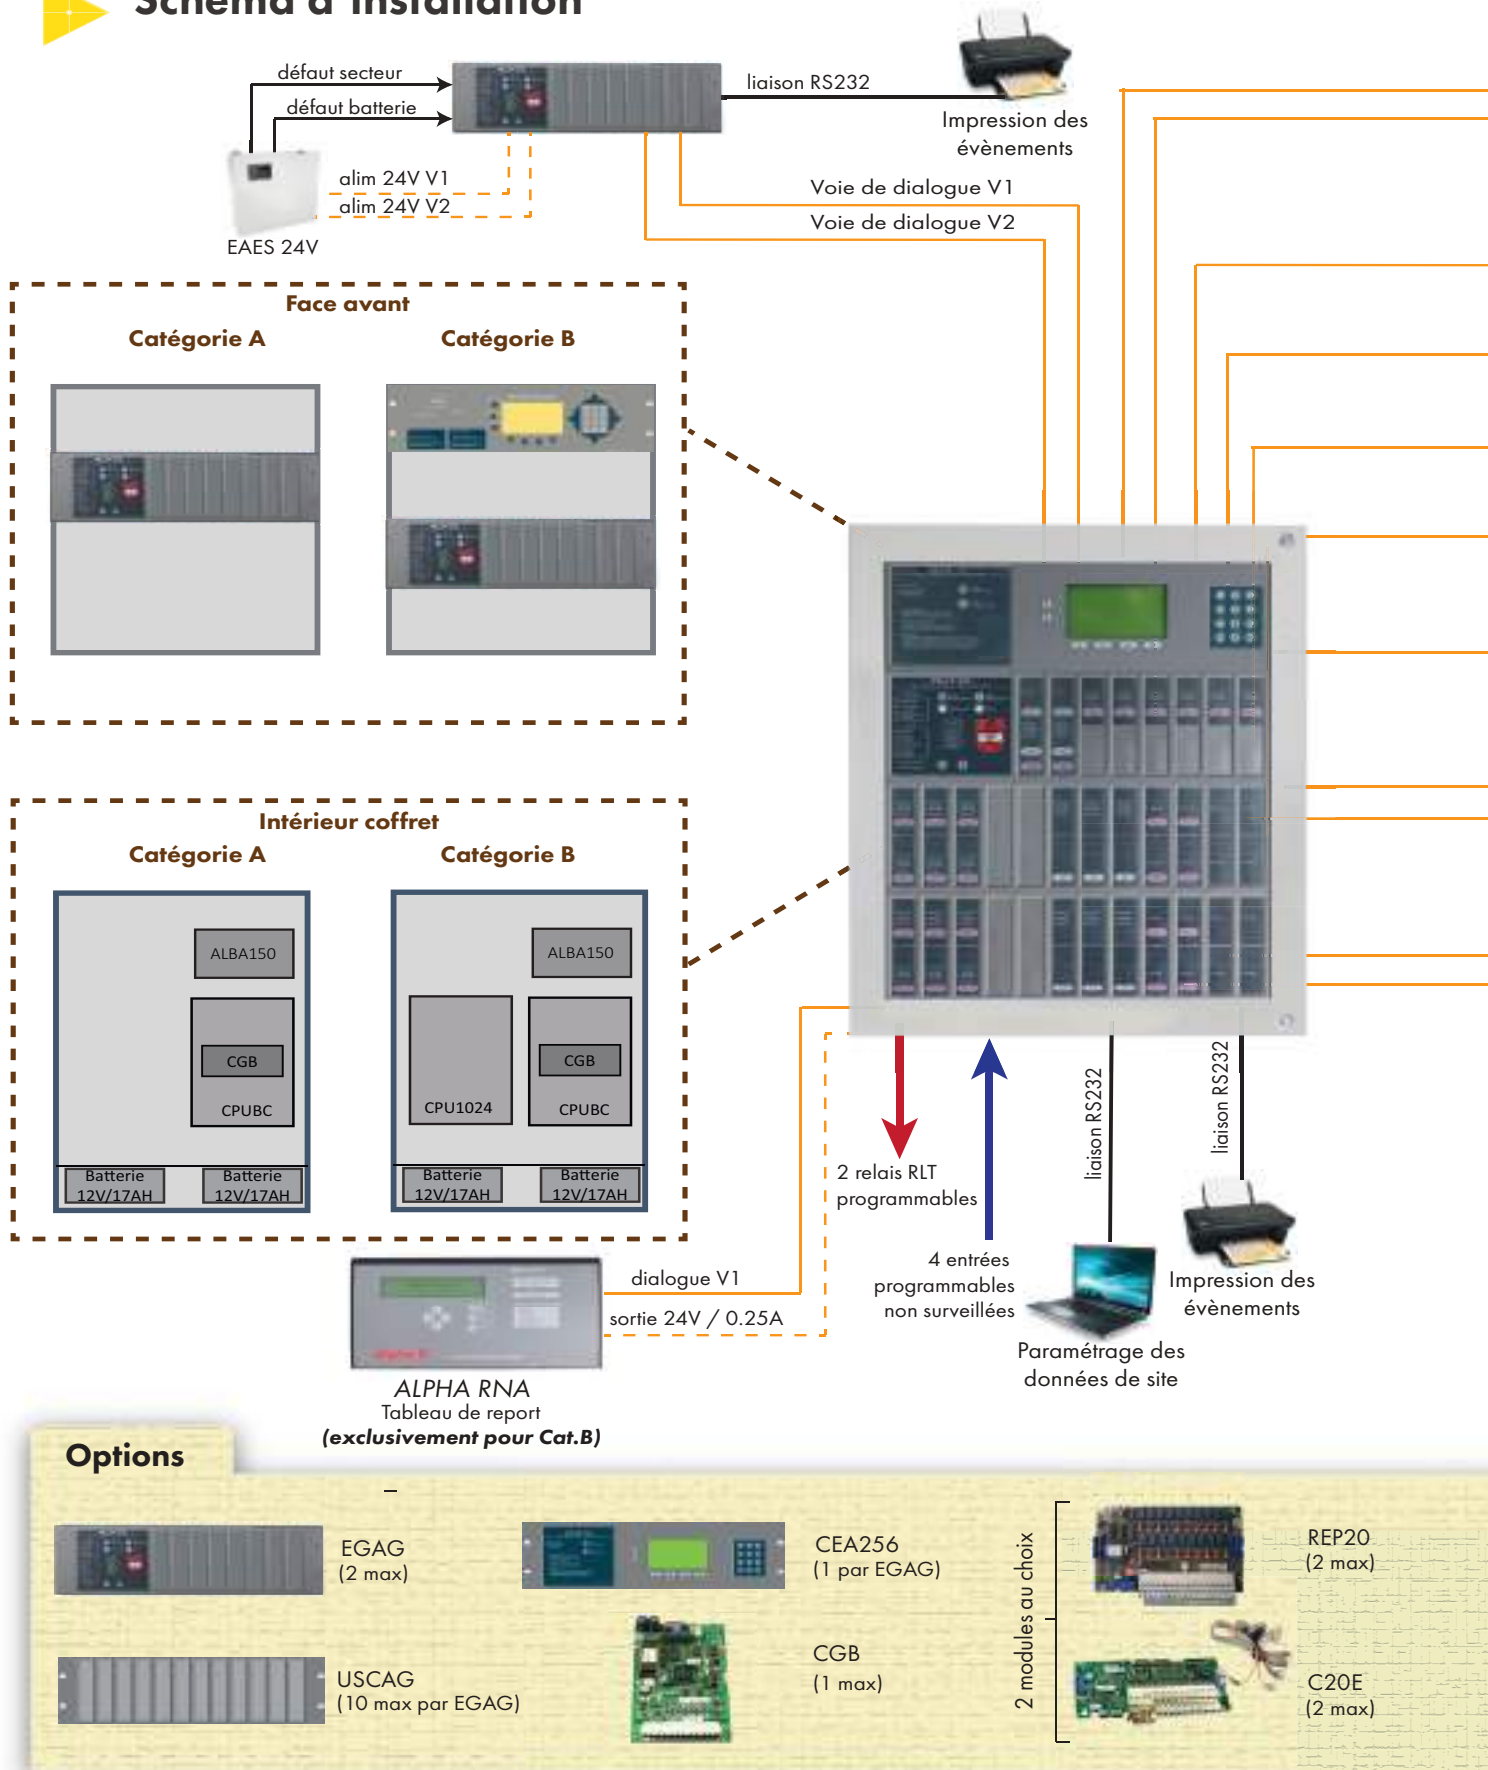 Schéma d'installation
défaut secteur
défaut batterie
liaison RS232
Impression des
évènements
alim 24V V1
alim 24V V2
EAES 24V
Voie de dialogue V1
Voie de dialogue V2
Face avant
Catégorie A
Catégorie B
Intérieur coffret
Catégorie A
Catégorie B
ALBA150
CGB
CPUBC
Batterie
12V/17AH
Batterie
12V/17AH
ALBA150
CPU1024
CGB
CPUBC
Batterie
12V/17AH
Batterie
12V/17AH
2 relais RLT
programmables
4 entrées
programmables
non surveillées
liaison RS232
liaison RS232
Paramétrage des
données de site
Impression des
évènements
dialogue V1
sortie 24V / 0.25A
ALPHA RNA
Tableau de report
(exclusivement pour Cat.B)
Options
EGAG
(2 max)
USCAG
(10 max par EGAG)
CEA256
(1 par EGAG)
CGB
(1 max)
2 modules au choix
REP20
(2 max)
C20E
(2 max)